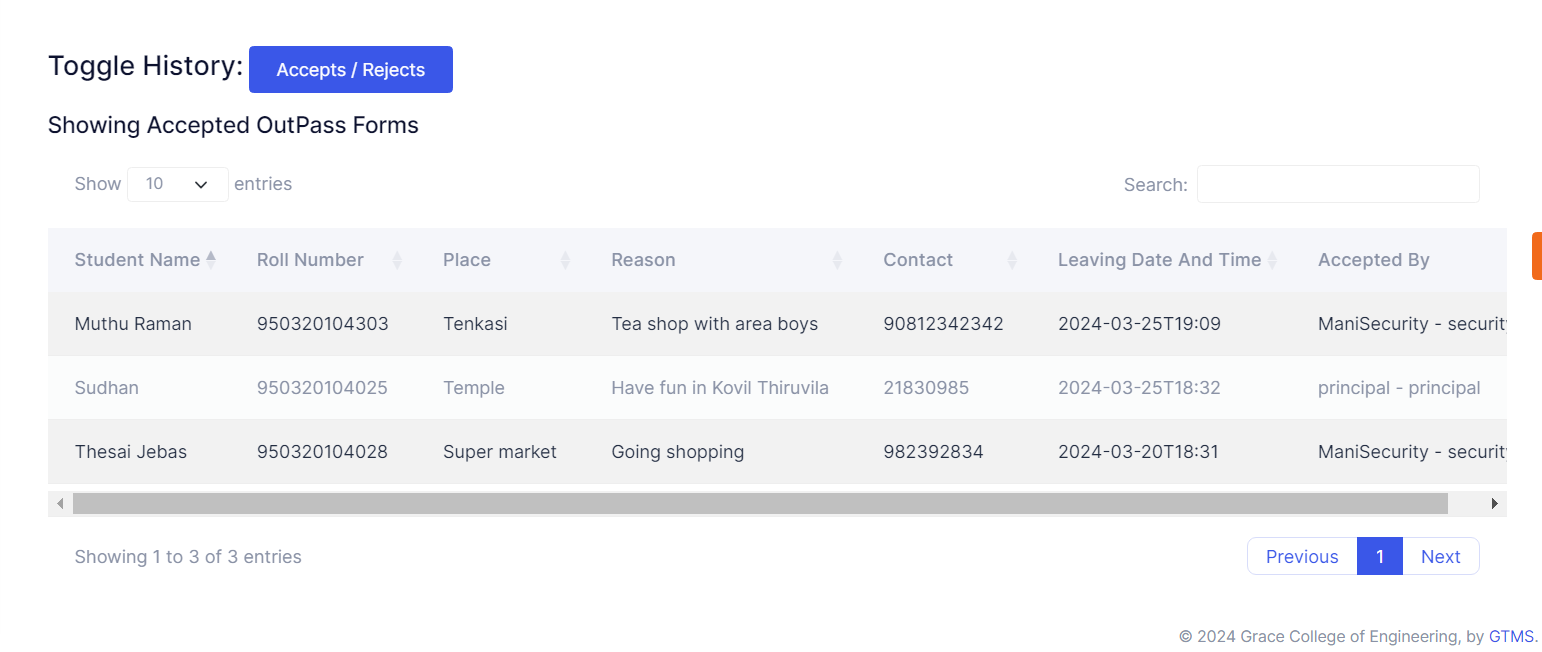 Toggle History: Accepts / Rejects
Showing Accepted OutPass Forms
Show 10 entries Search:
Student Name Roll Number Place Reason Contact Leaving Date And Time Accepted By
Muthu Raman 950320104303 Tenkasi Tea shop with area boys 90812342342 2024-03-25T19:09 ManiSecurity - securit
Sudhan 950320104025 Temple Have fun in Kovil Thiruvila 21830985 2024-03-25T18:32 principal - principal
Thesai Jebas 950320104028 Super market Going shopping 982392834 2024-03-20T18:31 ManiSecurity - securit
Showing 1 to 3 of 3 entries Previous 1 Next
© 2024 Grace College of Engineering, by GTMS.